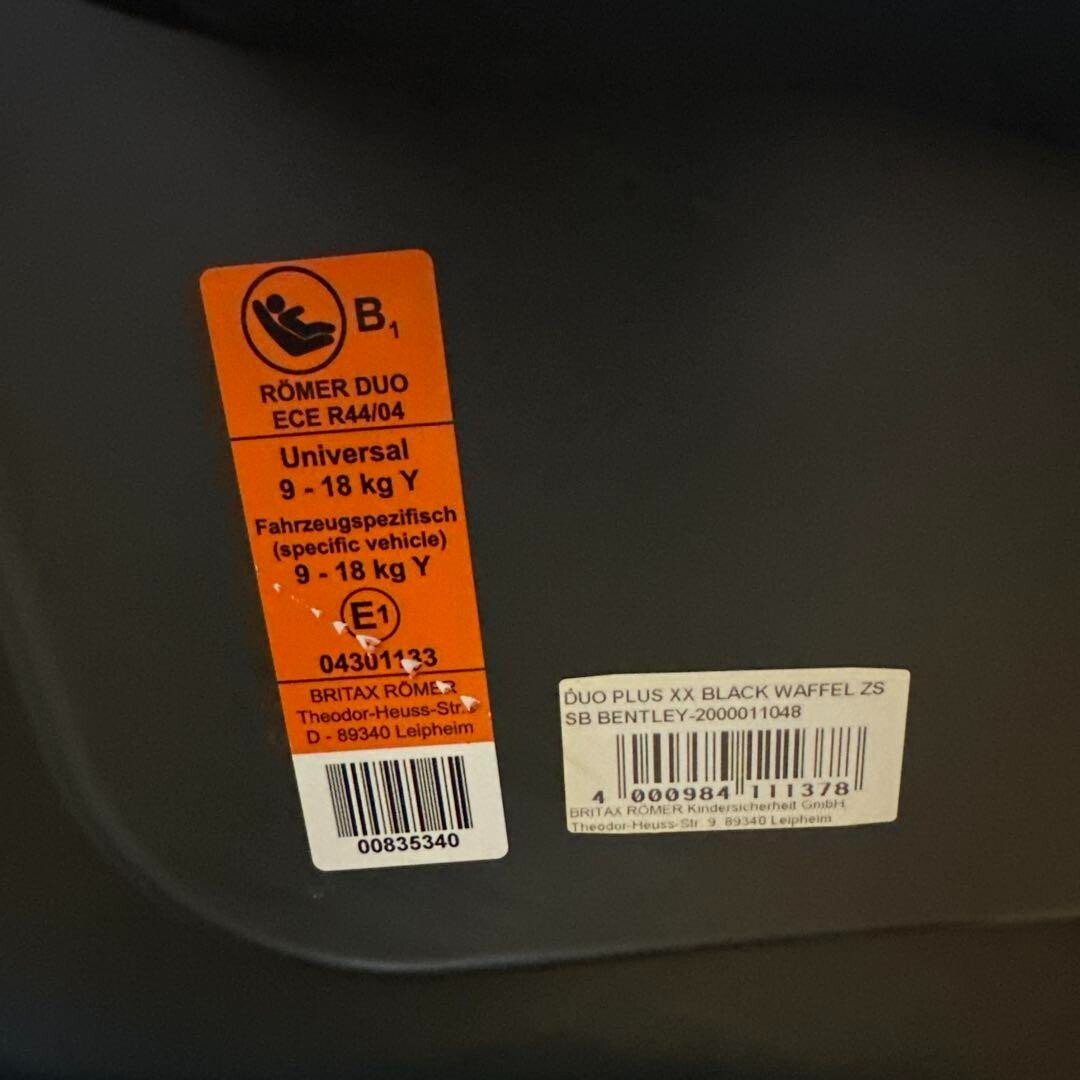 B1
RÖMER DUO
ECE R44/04
Universal
9 - 18 kg Y
Fahrzeugspezifisch
(specific vehicle)
9 - 18 kg Y
E1
04301133
BRITAX RÖMER
Theodor-Heuss-Str.
D - 89340 Leipheim
00835340
DUO PLUS XX BLACK WAFFEL ZS
SB BENTLEY-2000011048
4 000984 111378
BRITAX RÖMER Kindersicherheit GmbH
Theodor-Heuss-Str. 9, 89340 Leipheim